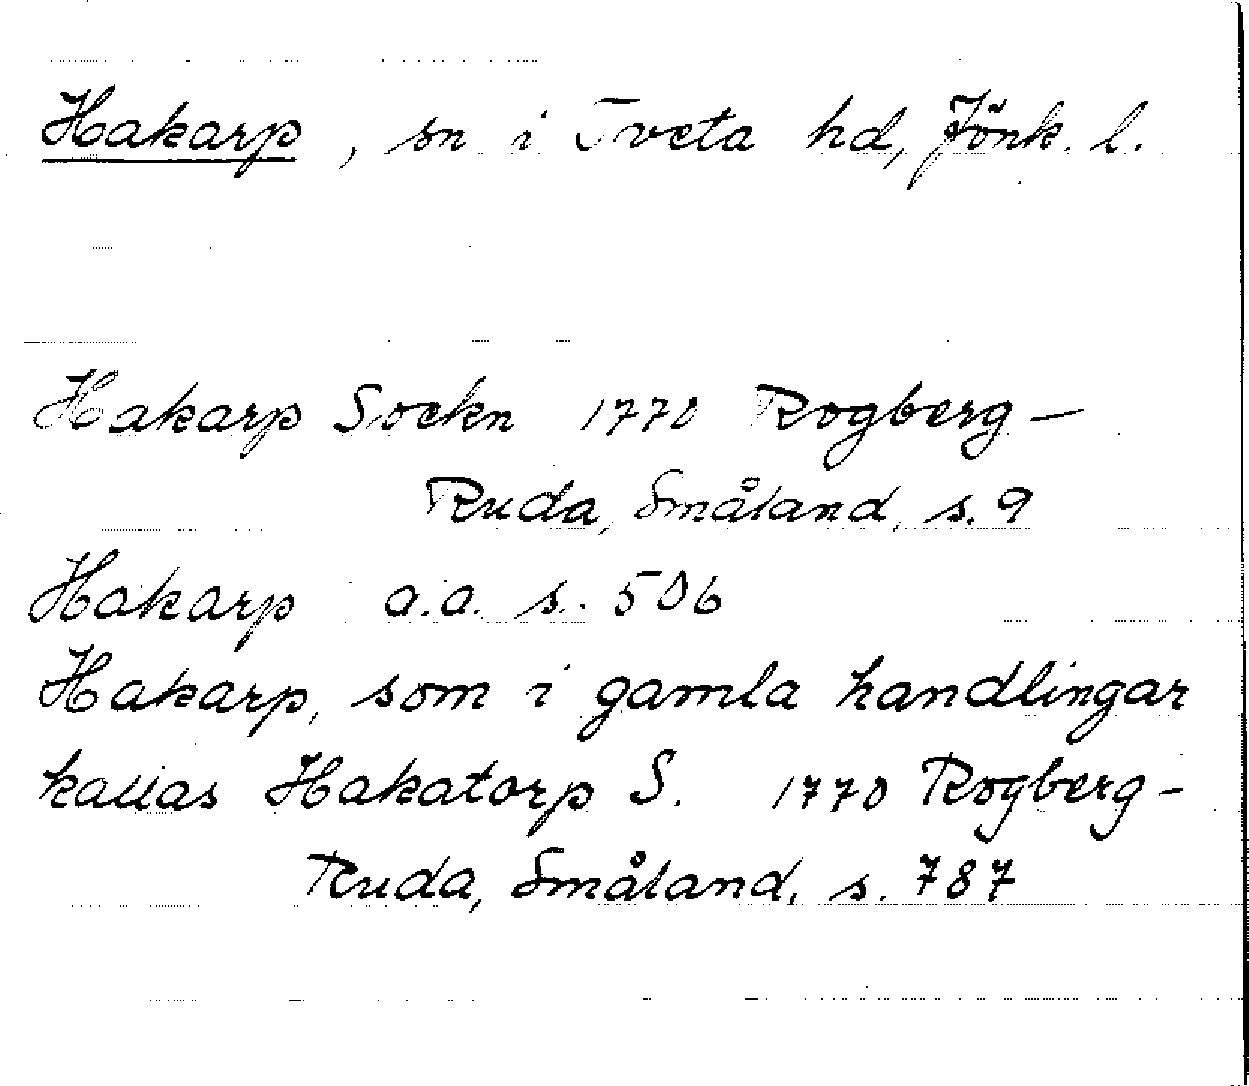 Hakarp, sn i Tveta hd, Jönk. l.
Hakarp Sockn 1770 Rogberg–
Ruda, Småland, s. 9
Hakarp a.a. s. 506
Hakarp, som i gamla handlingar
kallas Hakatorp S. 1770 Rogberg-
Ruda, Småland, s. 787